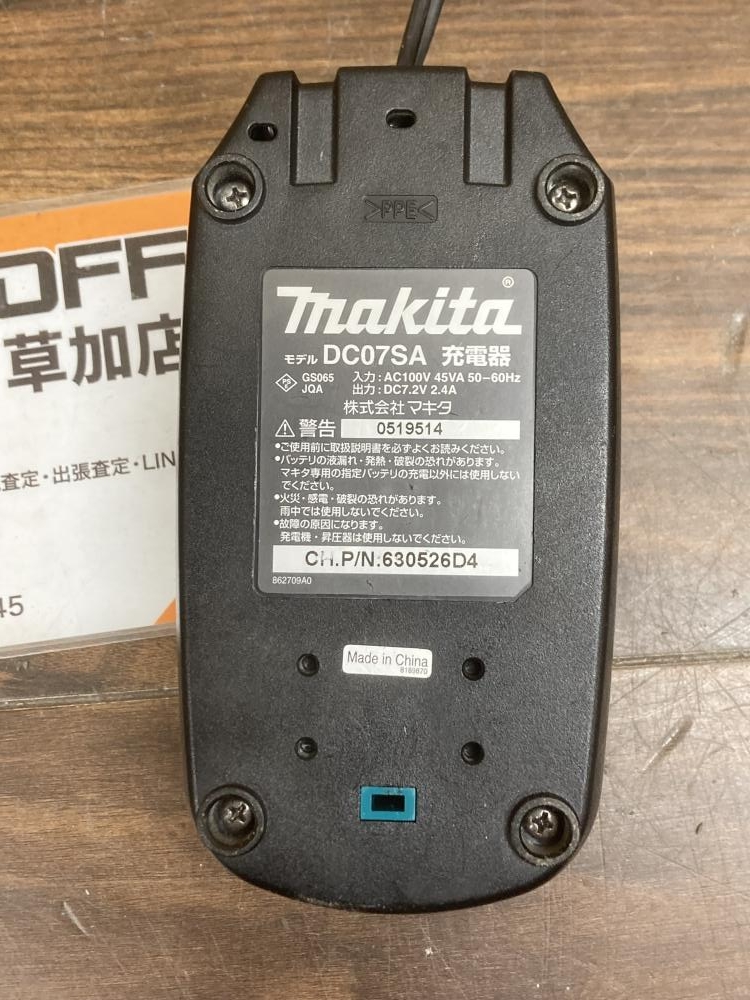 >PPE<
OFF
草加店
査定・出張査定・LIN
45
makita®
モデル DC07SA 充電器
PS E GS065 JQA
入力：AC100V 45VA 50−60Hz
出力：DC7.2V 2.4A
株式会社マキタ
⚠警告 0519514
●ご使用前に取扱説明書を必ずよくお読みください。
●バッテリの液漏れ・発熱・破裂の恐れがあります。
マキタ専用の指定バッテリの充電以外には使用しない
でください。
●火災・感電・破裂の恐れがあります。
雨中では使用しないでください。
●故障の原因になります。
発電機・昇圧器は使用しないでください。
CH.P/N:630526D4
862709A0
Made in China